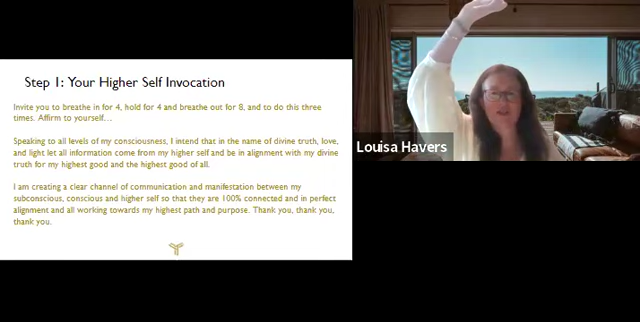 Step 1: Your Higher Self Invocation
Invite you to breathe in for 4, hold for 4 and breathe out for 8, and to do this three
times. Affirm to yourself…
Speaking to all levels of my consciousness, I intend that in the name of divine truth, love,
and light let all information come from my higher self and be in alignment with my divine
truth for my highest good and the highest good of all.
I am creating a clear channel of communication and manifestation between my
subconscious, conscious and higher self so that they are 100% connected and in perfect
alignment and all working towards my highest path and purpose. Thank you, thank you,
thank you.
Louisa Havers